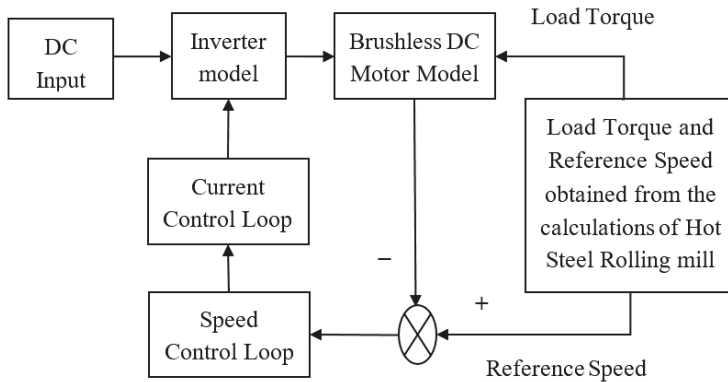 DC
Input
Inverter
model
Brushless DC
Motor Model
Load Torque
Load Torque and
Reference Speed
obtained from the
calculations of Hot
Steel Rolling mill
Current
Control Loop
−
+
Speed
Control Loop
Reference Speed